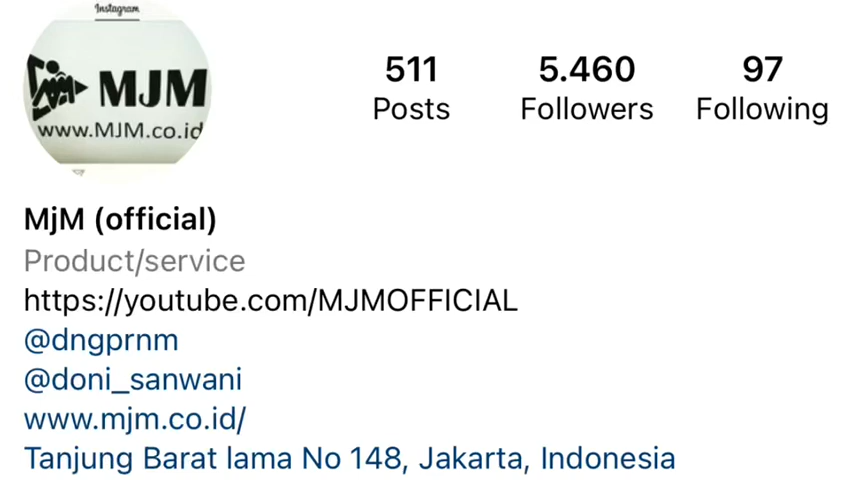 Instagram
MJM
www.MJM.co.id
511 5.460 97
Posts Followers Following
MjM (official)
Product/service
https://youtube.com/MJMOFFICIAL
@dngprnm
@doni_sanwani
www.mjm.co.id/
Tanjung Barat lama No 148, Jakarta, Indonesia